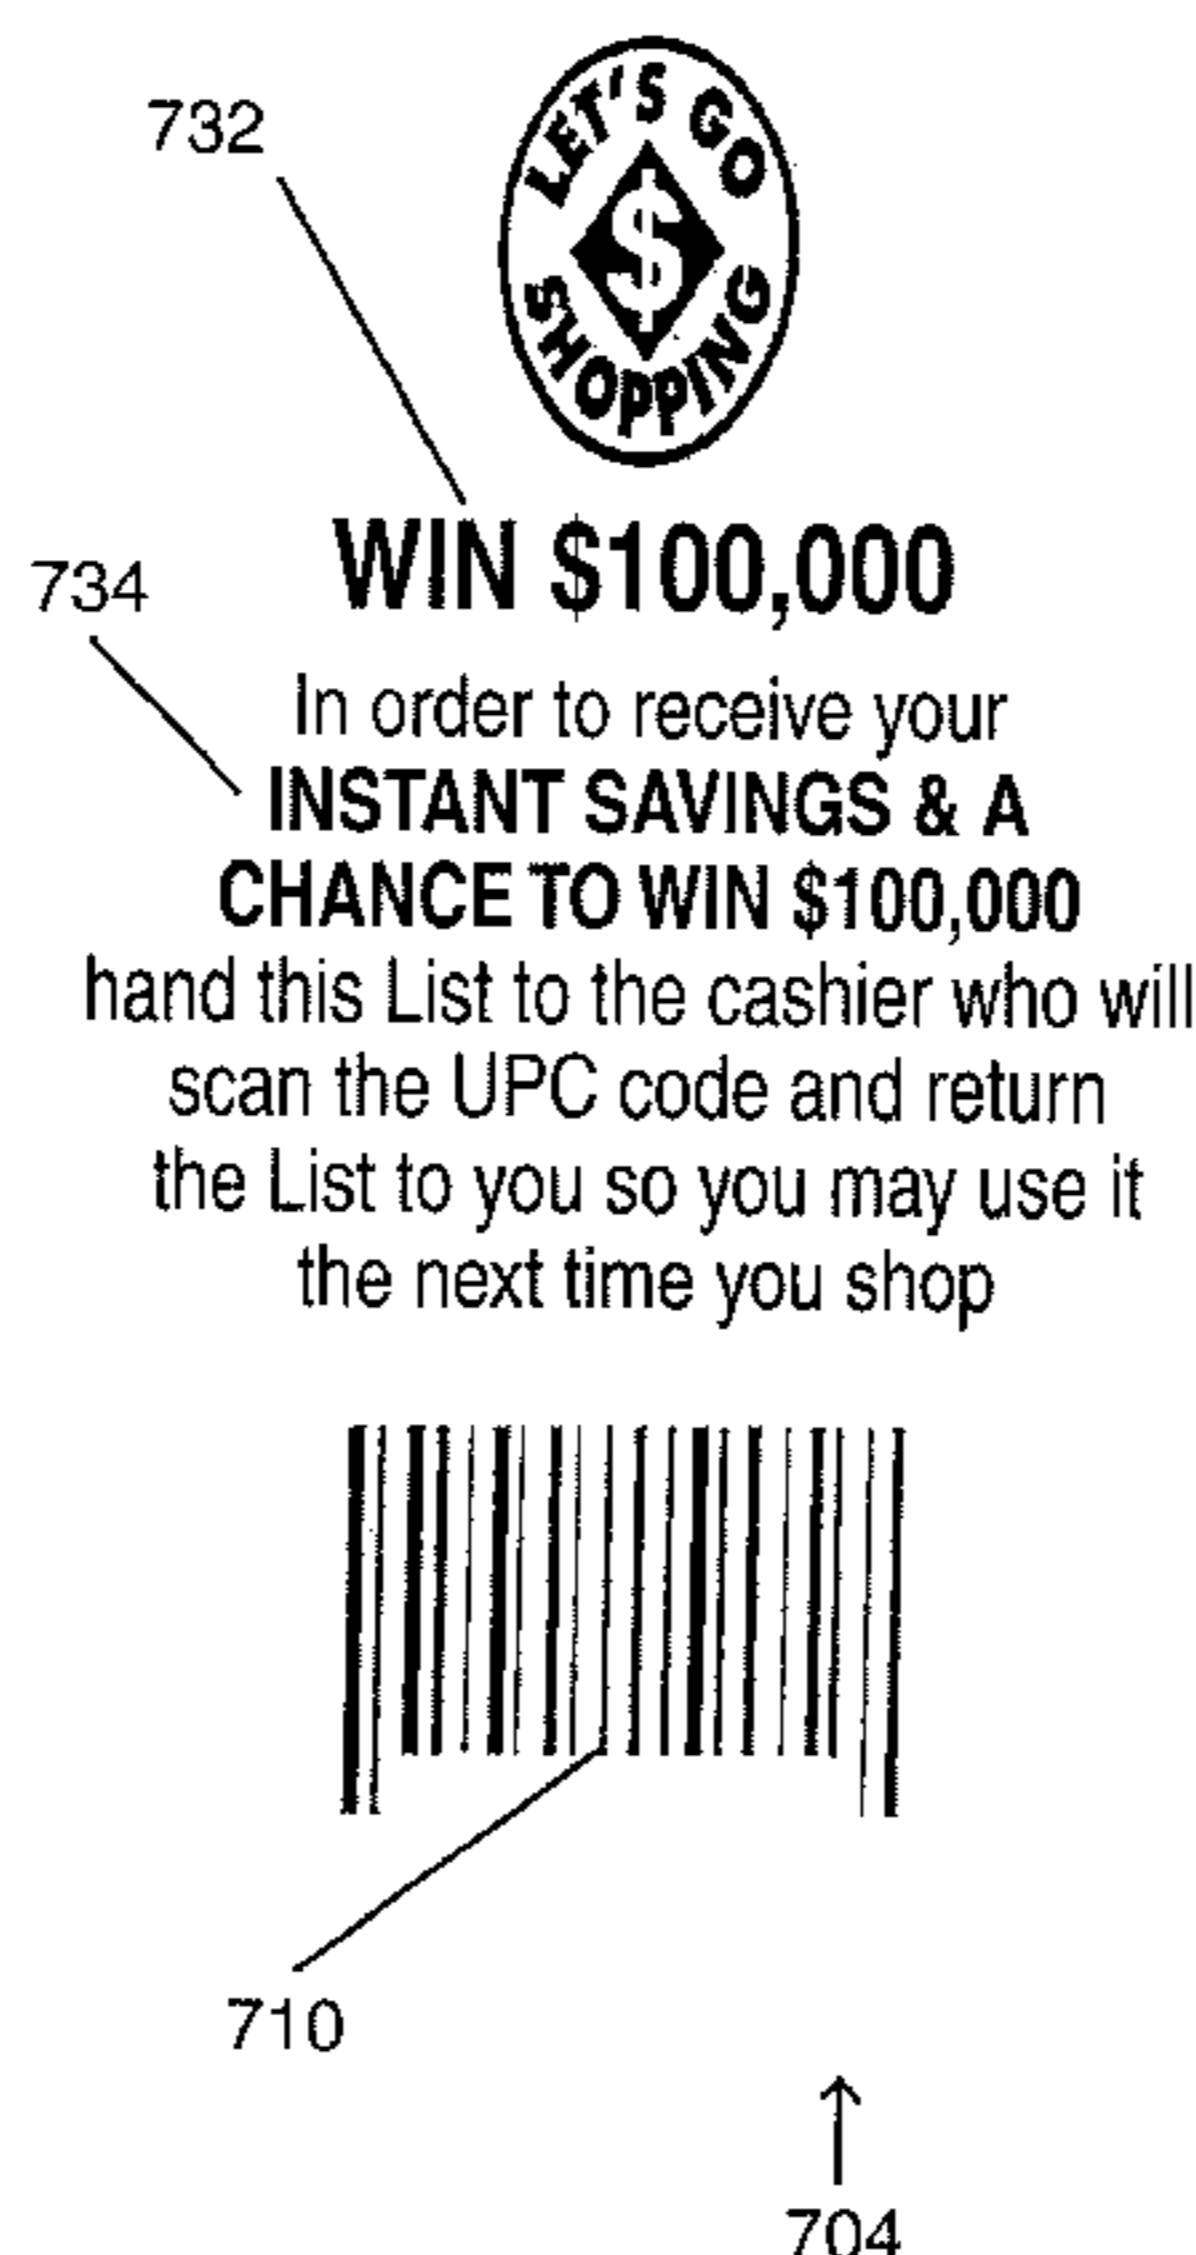 732
LET'S GO
$
SHOPPING
WIN $100,000
734
In order to receive your
INSTANT SAVINGS & A
CHANCE TO WIN $100,000
hand this List to the cashier who will
scan the UPC code and return
the List to you so you may use it
the next time you shop
710
704